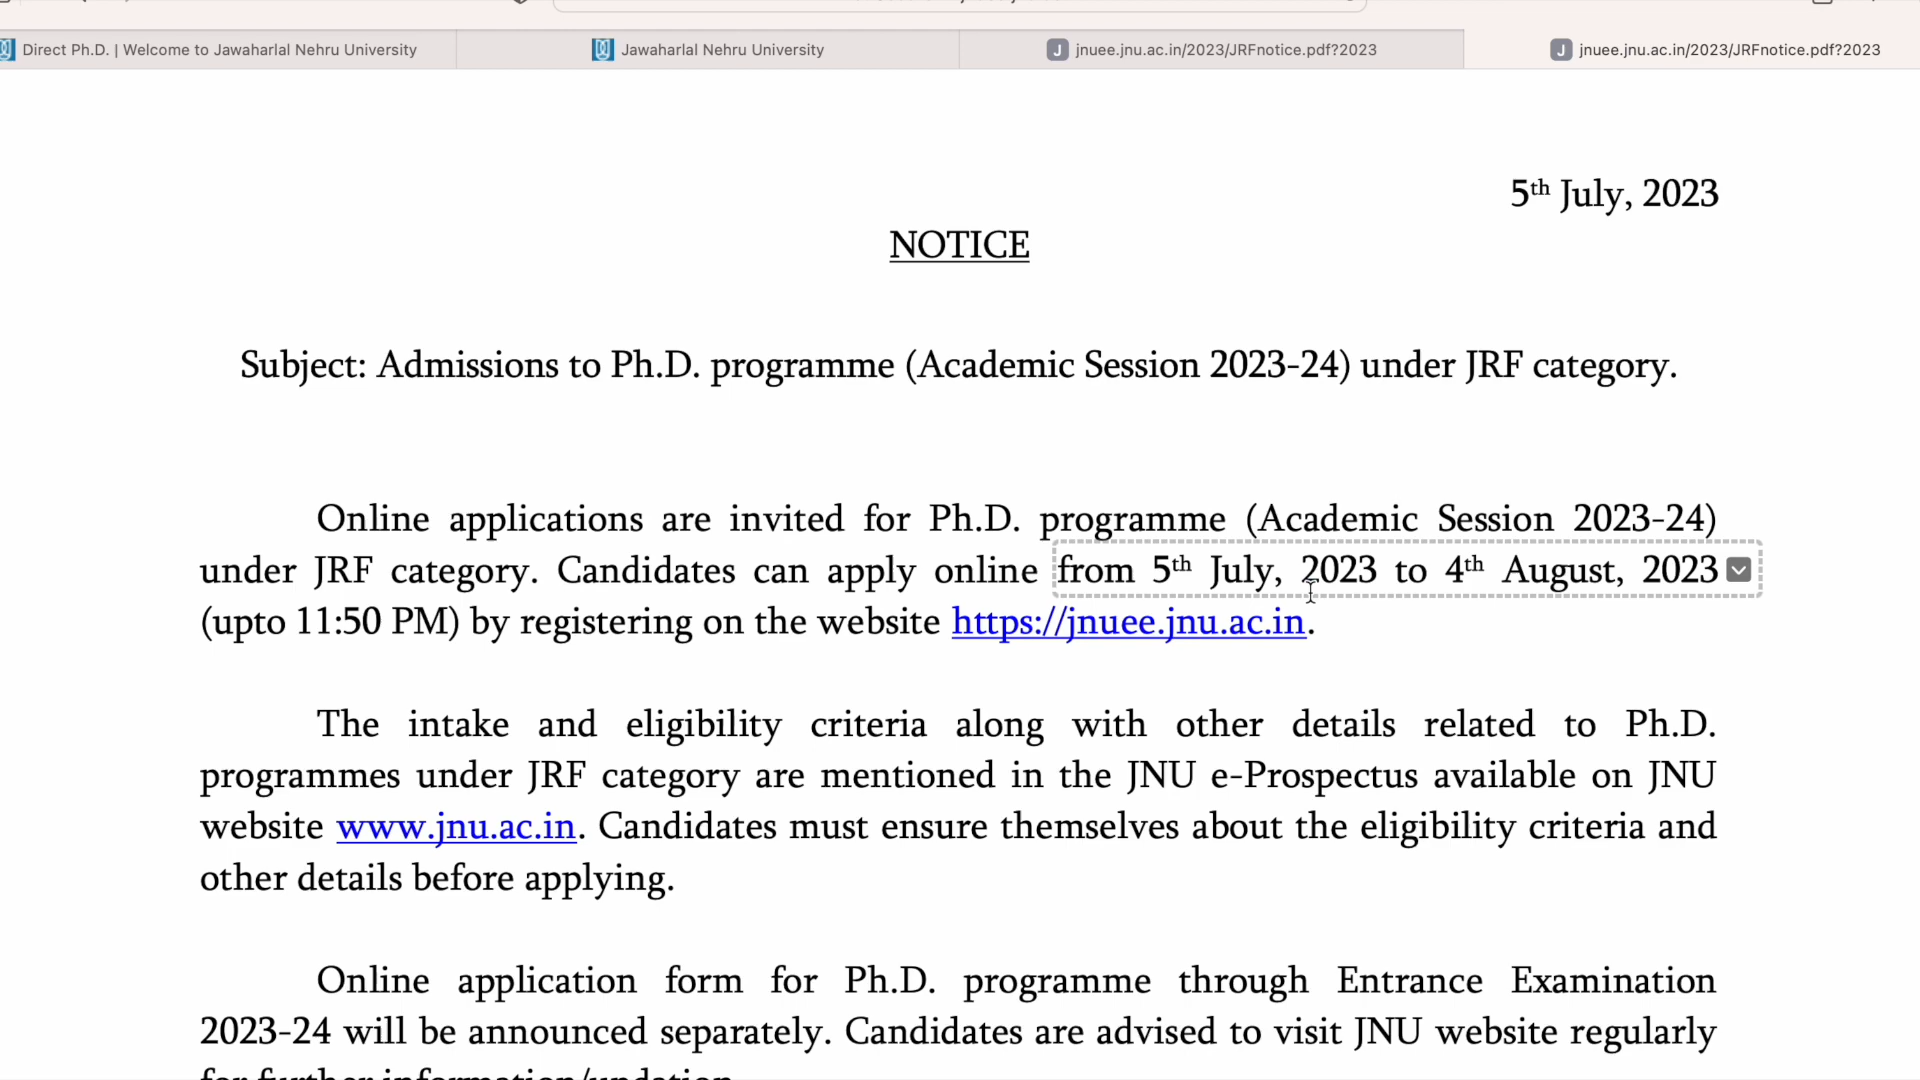 Direct Ph.D. | Welcome to Jawaharlal Nehru University
Jawaharlal Nehru University
J jnuee.jnu.ac.in/2023/JRFnotice.pdf?2023
J jnuee.jnu.ac.in/2023/JRFnotice.pdf?2023
5th July, 2023
NOTICE
Subject: Admissions to Ph.D. programme (Academic Session 2023-24) under JRF category.
Online applications are invited for Ph.D. programme (Academic Session 2023-24)
under JRF category. Candidates can apply online from 5th July, 2023 to 4th August, 2023
(upto 11:50 PM) by registering on the website https://jnuee.jnu.ac.in.
The intake and eligibility criteria along with other details related to Ph.D.
programmes under JRF category are mentioned in the JNU e-Prospectus available on JNU
website www.jnu.ac.in. Candidates must ensure themselves about the eligibility criteria and
other details before applying.
Online application form for Ph.D. programme through Entrance Examination
2023-24 will be announced separately. Candidates are advised to visit JNU website regularly
for further information/updation.